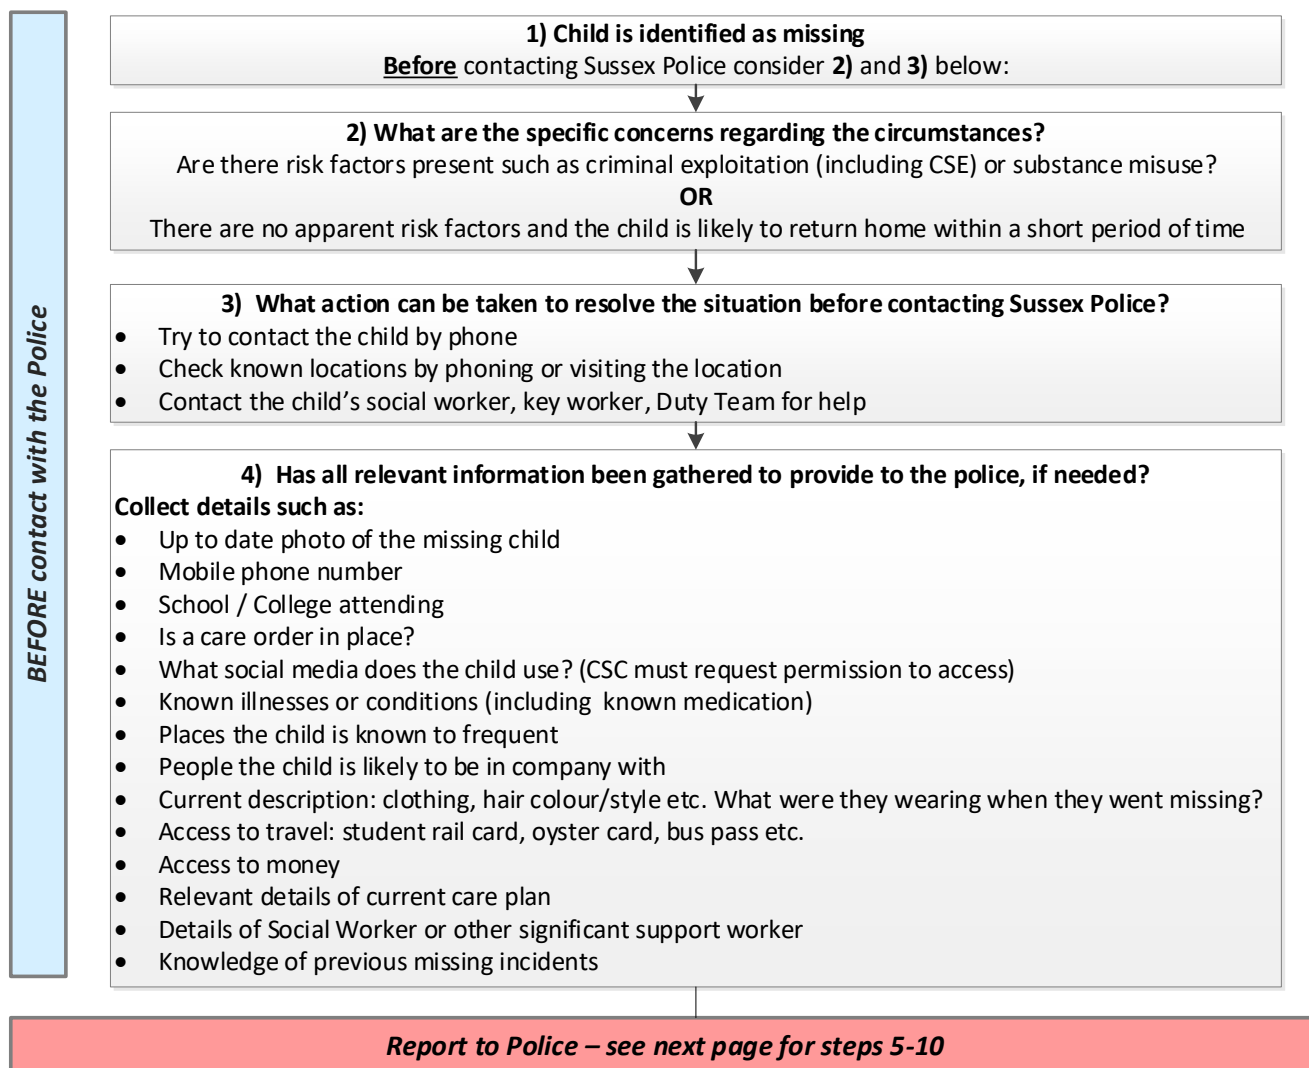 BEFORE contact with the Police
1) Child is identified as missing
Before contacting Sussex Police consider 2) and 3) below:
2) What are the specific concerns regarding the circumstances?
Are there risk factors present such as criminal exploitation (including CSE) or substance misuse?
OR
There are no apparent risk factors and the child is likely to return home within a short period of time
3) What action can be taken to resolve the situation before contacting Sussex Police?
• Try to contact the child by phone
• Check known locations by phoning or visiting the location
• Contact the child’s social worker, key worker, Duty Team for help
4) Has all relevant information been gathered to provide to the police, if needed?
Collect details such as:
• Up to date photo of the missing child
• Mobile phone number
• School / College attending
• Is a care order in place?
• What social media does the child use? (CSC must request permission to access)
• Known illnesses or conditions (including known medication)
• Places the child is known to frequent
• People the child is likely to be in company with
• Current description: clothing, hair colour/style etc. What were they wearing when they went missing?
• Access to travel: student rail card, oyster card, bus pass etc.
• Access to money
• Relevant details of current care plan
• Details of Social Worker or other significant support worker
• Knowledge of previous missing incidents
Report to Police – see next page for steps 5-10